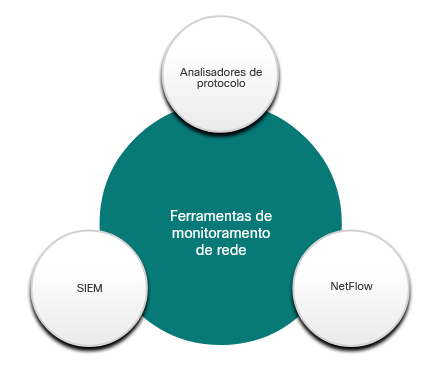 Analisadores de
protocolo
Ferramentas de
monitoramento
de rede
SIEM
NetFlow